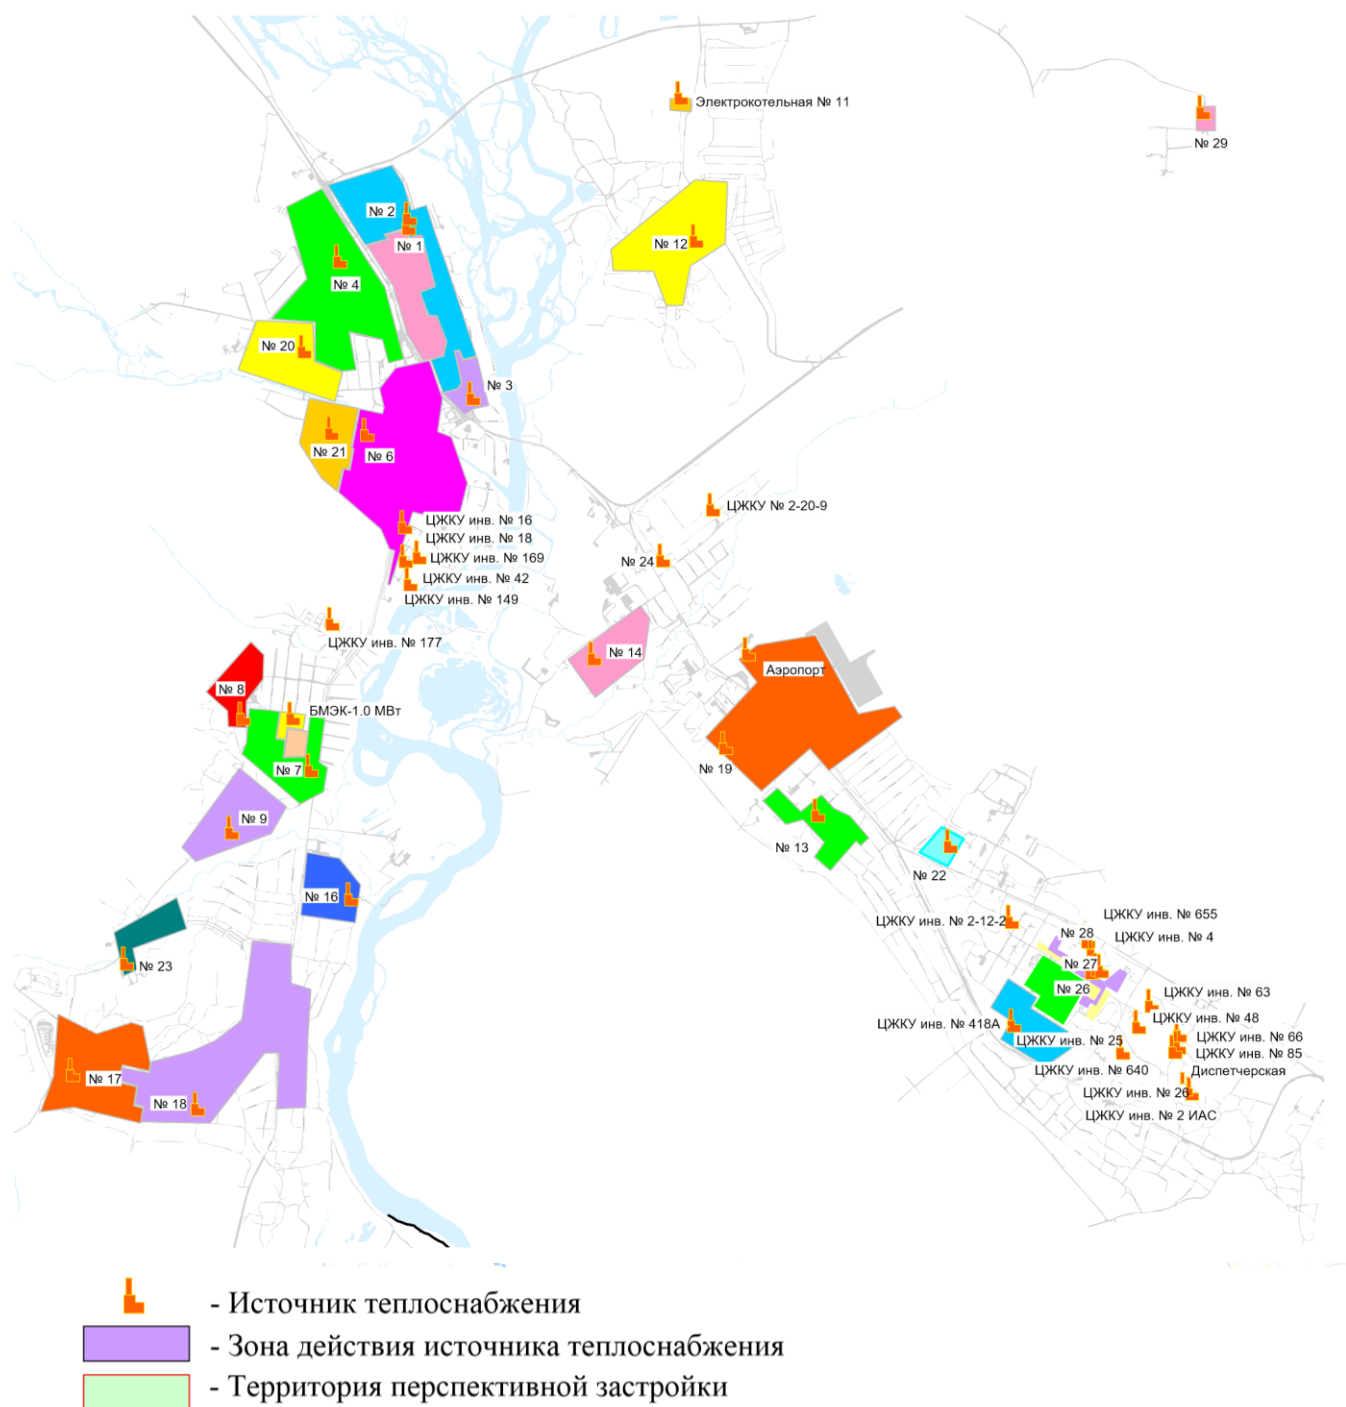 Электрокотельная № 11
№ 29
№ 2
№ 1
№ 12
№ 4
№ 20
№ 3
№ 21
№ 6
ЦЖКУ № 2-20-9
ЦЖКУ инв. № 16
ЦЖКУ инв. № 18
ЦЖКУ инв. № 169
№ 24
ЦЖКУ инв. № 42
ЦЖКУ инв. № 149
ЦЖКУ инв. № 177
№ 14
Аэропорт
№ 8
БМЭК-1.0 МВт
№ 7
№ 19
№ 9
№ 13
№ 22
№ 16
ЦЖКУ инв. № 655
ЦЖКУ инв. № 2-12-2
№ 28
ЦЖКУ инв. № 4
№ 23
№ 27
№ 26
ЦЖКУ инв. № 63
ЦЖКУ инв. № 48
ЦЖКУ инв. № 418А
ЦЖКУ инв. № 25
ЦЖКУ инв. № 66
ЦЖКУ инв. № 85
ЦЖКУ инв. № 640
Диспетчерская
№ 17
ЦЖКУ инв. № 26
№ 18
ЦЖКУ инв. № 2 ИАС
- Источник теплоснабжения
- Зона действия источника теплоснабжения
- Территория перспективной застройки